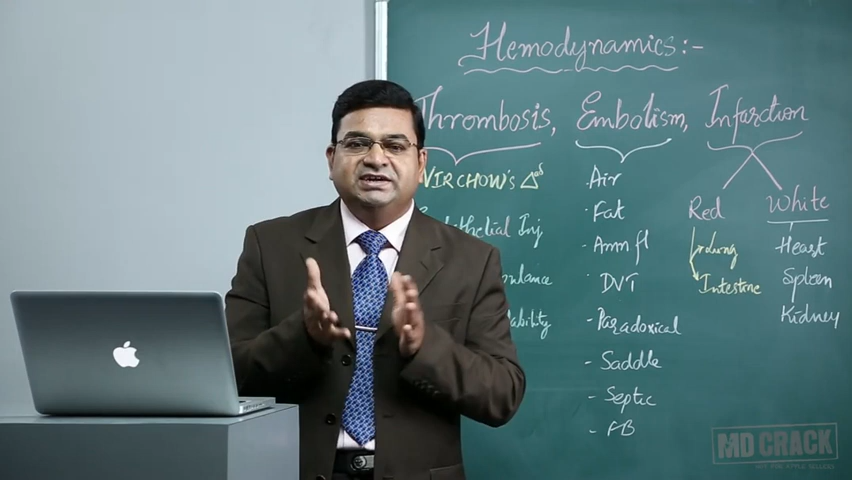 Hemodynamics:-
Thrombosis, Embolism, Infarction
VIRCHOW'S Δ
Endothelial Inj
- Air
- Fat
- Amn fl
- DVT
- Paradoxical
- Saddle
- Septic
- FB
Red
Lung
Intestine
White
Heart
Spleen
Kidney
MD CRACK